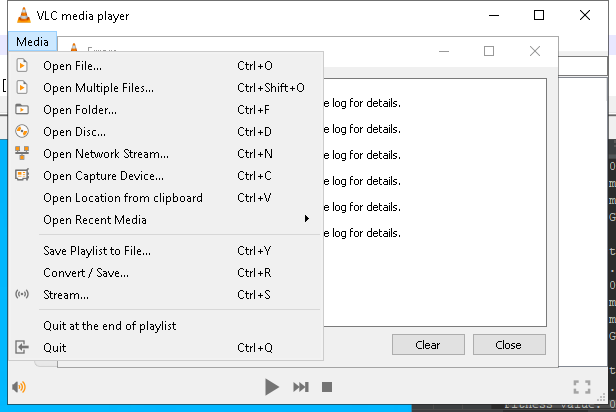 VLC media player
Media
Open File... Ctrl+O
Open Multiple Files... Ctrl+Shift+O
Open Folder... Ctrl+F
Open Disc... Ctrl+D
Open Network Stream... Ctrl+N
Open Capture Device... Ctrl+C
Open Location from clipboard Ctrl+V
Open Recent Media
Save Playlist to File... Ctrl+Y
Convert / Save... Ctrl+R
Stream... Ctrl+S
Quit at the end of playlist
Quit Ctrl+Q
e log for details.
e log for details.
e log for details.
e log for details.
e log for details.
e log for details.
Clear Close